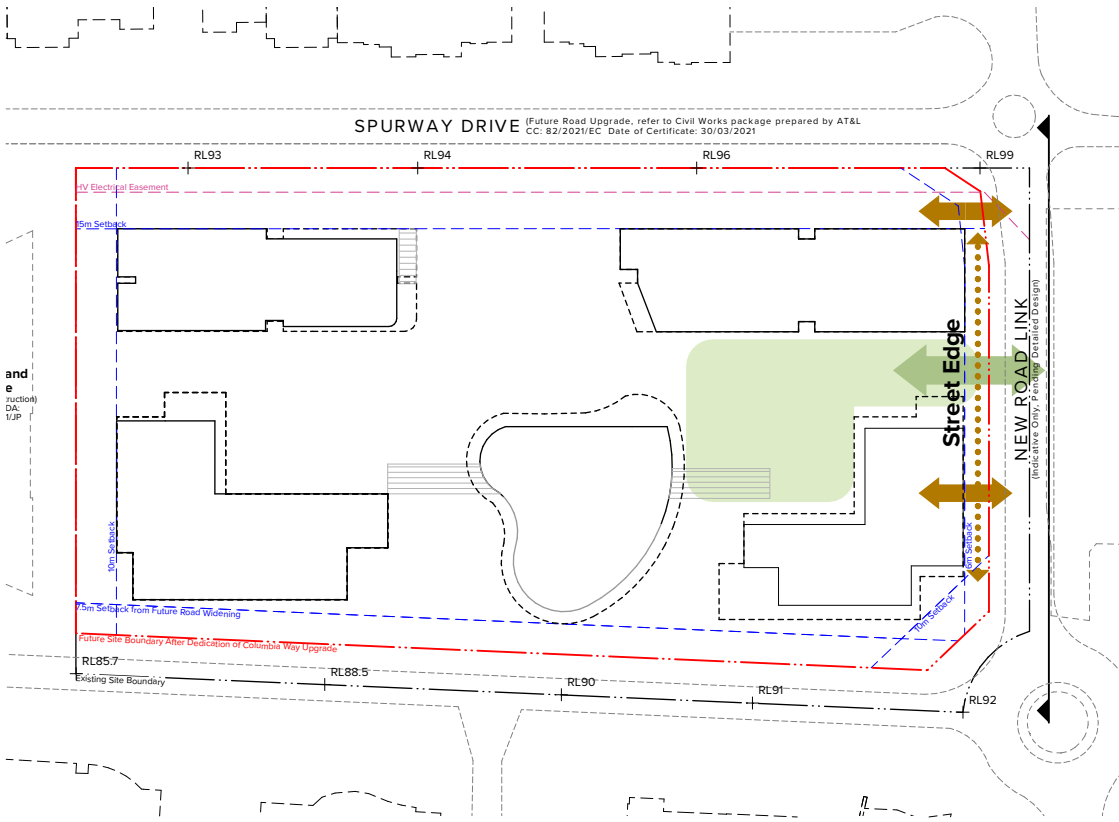 SPURWAY DRIVE (Future Road Upgrade, refer to Civil Works package prepared by AT&L
CC: 82/2021/EC Date of Certificate: 30/03/2021
RL93
RL94
RL96
RL99
HV Electrical Easement
15m Setback
Street Edge
NEW ROAD LINK
(Indicative Only, Pending Detailed Design)
and
e
ruction)
DA:
1/JP
10m Setback
6m Setback
10m Setback
7.5m Setback from Future Road Widening
Future Site Boundary After Dedication of Columbia Way Upgrade
RL85.7
Existing Site Boundary
RL88.5
RL90
RL91
RL92